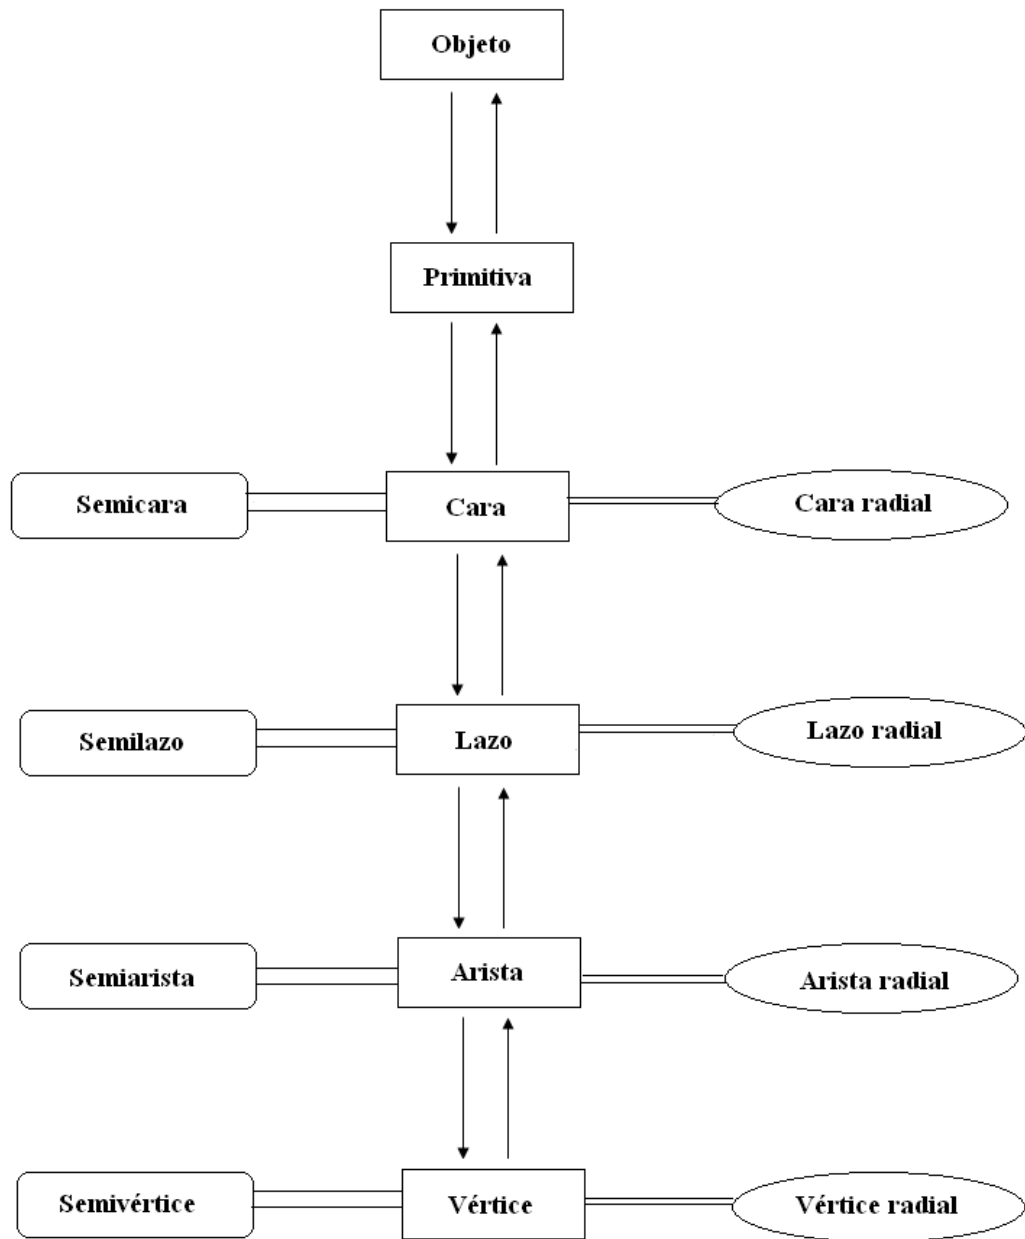 Objeto
Primitiva
Semicara
Cara
Cara radial
Semilazo
Lazo
Lazo radial
Semiarista
Arista
Arista radial
Semivértice
Vértice
Vértice radial